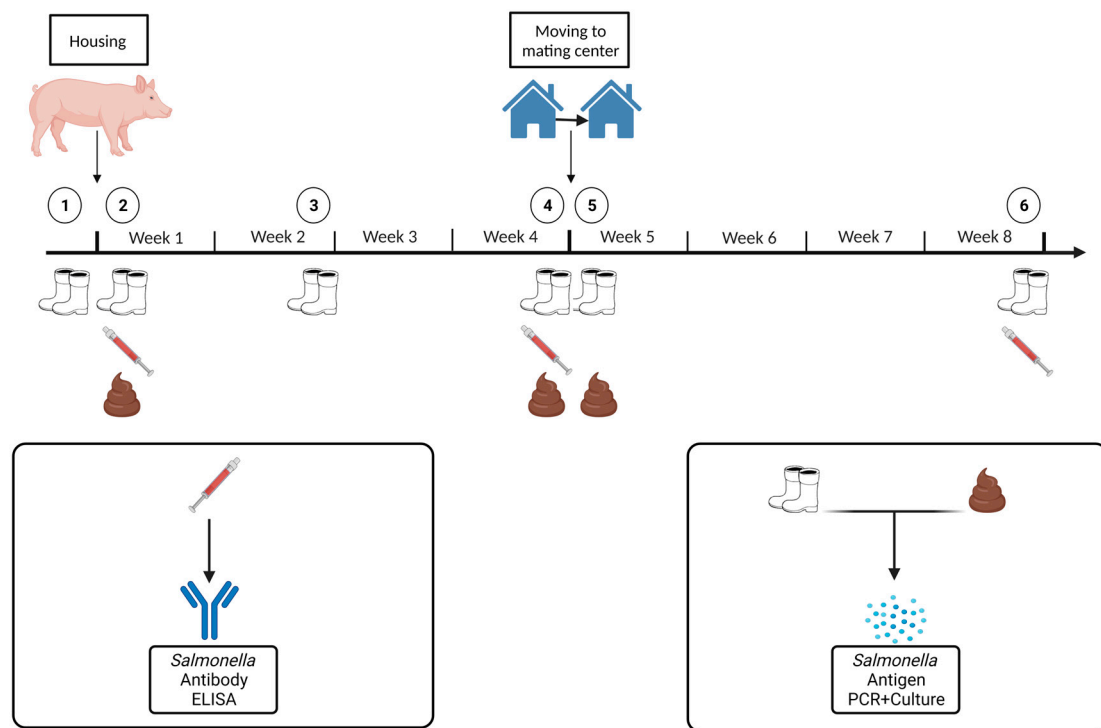 Housing
Moving to
mating center
1 2 3 4 5 6
Week 1 Week 2 Week 3 Week 4 Week 5 Week 6 Week 7 Week 8
Salmonella
Antibody
ELISA
Salmonella
Antigen
PCR+Culture